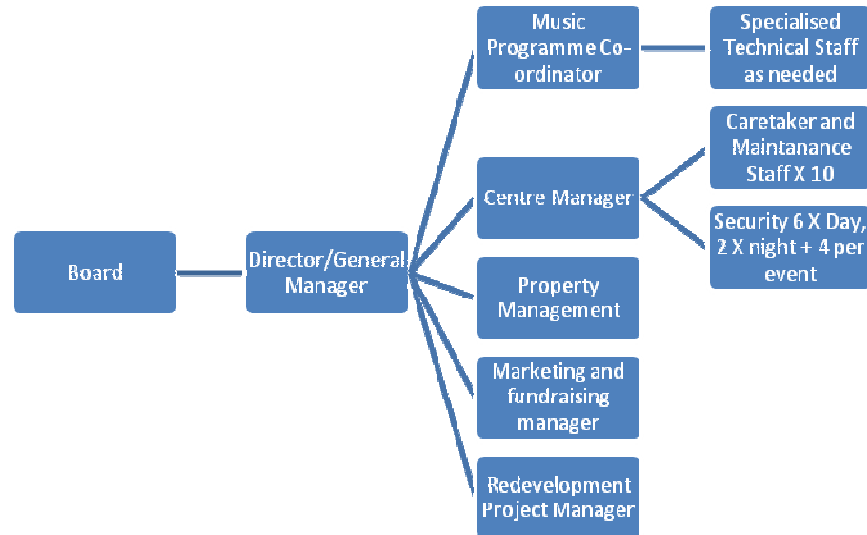 Music
Programme Co-
ordinator
Specialised
Technical Staff
as needed
Caretaker and
Maintanance
Staff X 10
Centre Manager
Security 6 X Day,
2 X night + 4 per
event
Board
Director/General
Manager
Property
Management
Marketing and
fundraising
manager
Redevelopment
Project Manager